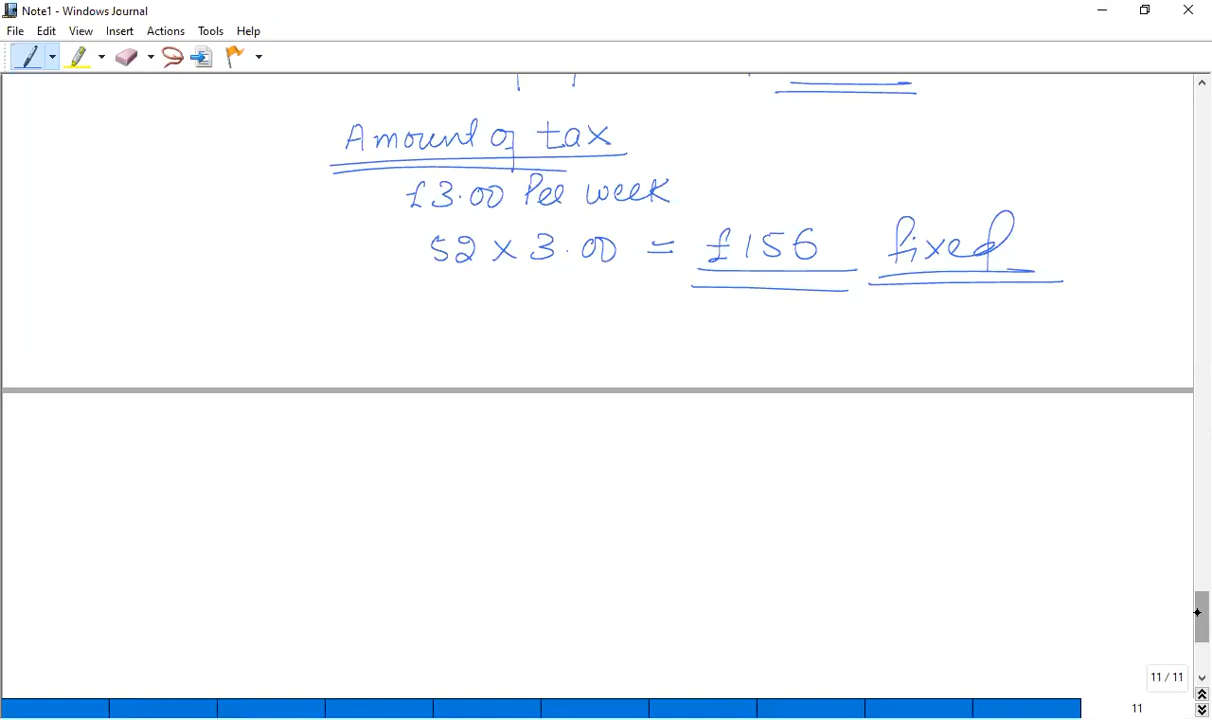 Note1 - Windows Journal
File Edit View Insert Actions Tools Help
Amount of tax
£3.00 Per week
52 x 3.00 = £156 fixed
11 / 11
11